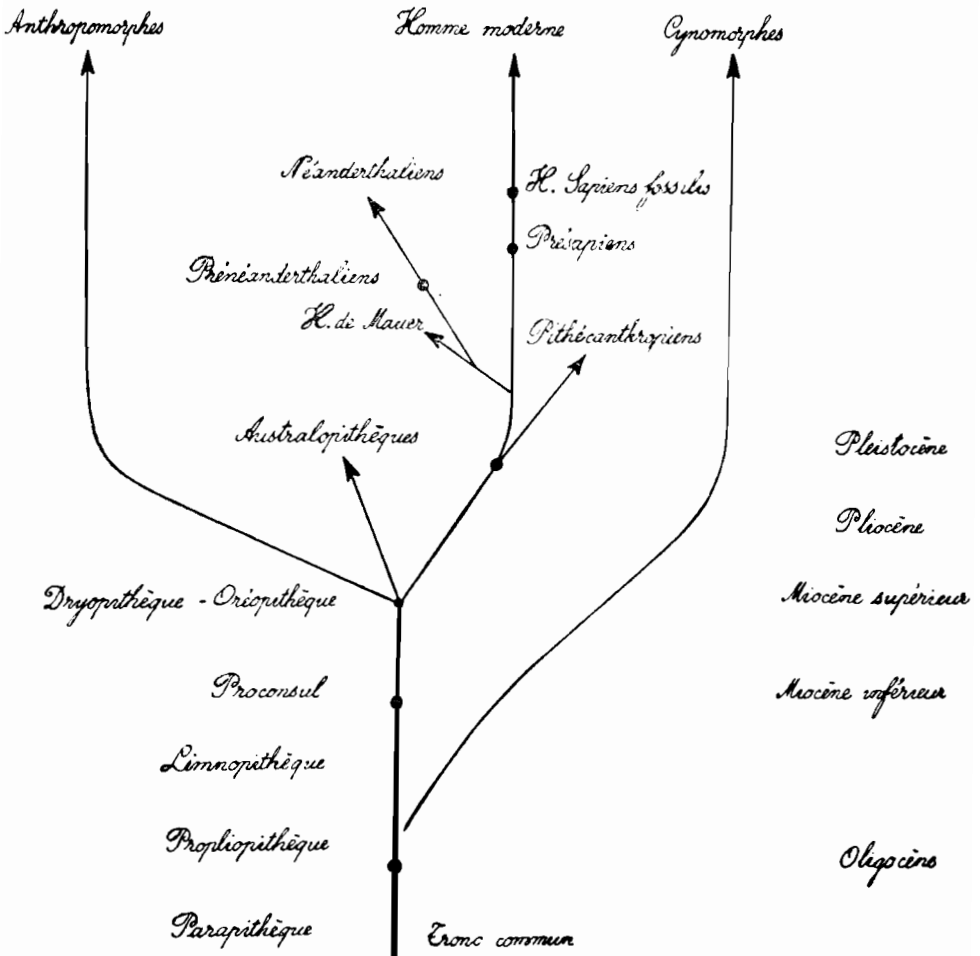 Anthropomorphes
Homme moderne
Cynomorphes
Néanderthaliens
H. Sapiens fossilis
Présapiens
Prénéanderthaliens
H. de Mauer
Pithécanthropiens
Australopithèques
Pleistocène
Pliocène
Dryopithèque - Oréopithèque
Miocène supérieur
Proconsul
Miocène inférieur
Limnopithèque
Propliopithèque
Oligocène
Parapithèque
Tronc commun